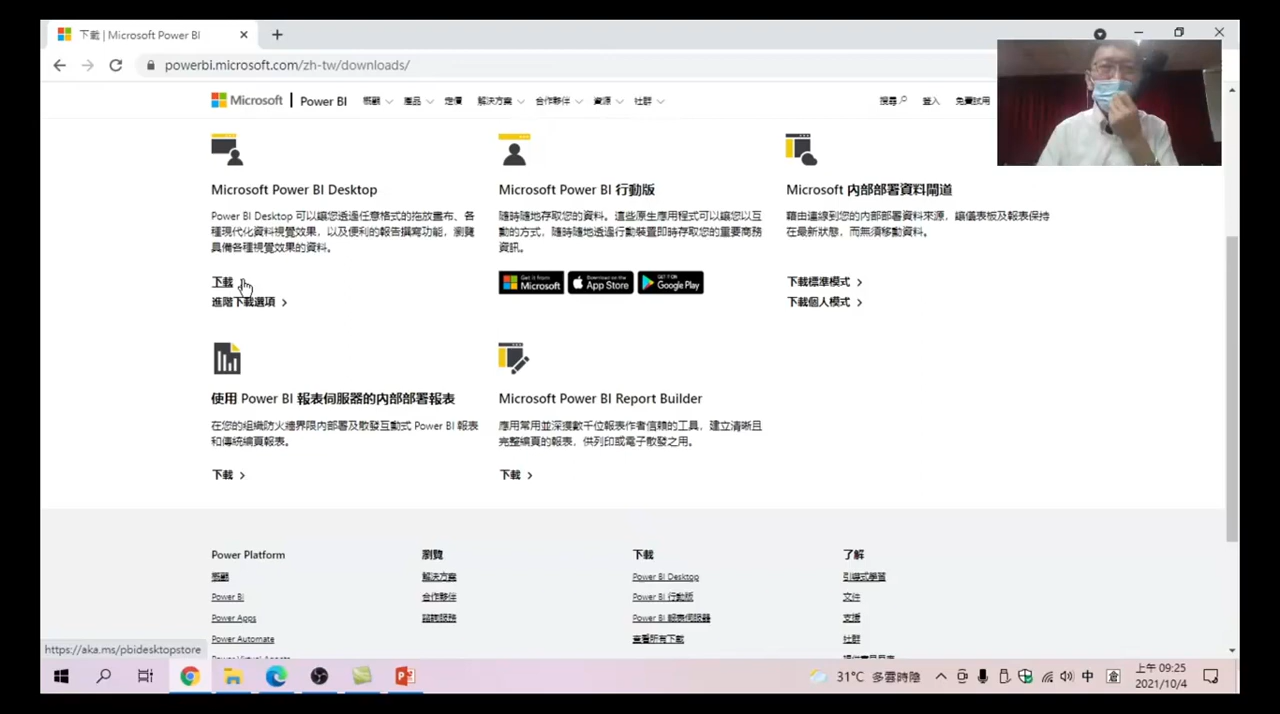 下載 | Microsoft Power BI
powerbi.microsoft.com/zh-tw/downloads/
Microsoft | Power BI 概觀 產品 定價 解決方案 合作夥伴 資源 社群 搜尋 登入 免費試用
Microsoft Power BI Desktop
Power BI Desktop 可以讓您透過任意格式的拖放畫布、各
種現代化資料視覺效果，以及便利的報告撰寫功能，瀏覽
具備各種視覺效果的資料。
下載
進階下載選項
Microsoft Power BI 行動版
隨時隨地存取您的資料。這些原生應用程式可以讓您以互
動的方式，隨時隨地透過行動裝置即時存取您的重要商務
資訊。
Get it from Microsoft
Download on the App Store
GET IT ON Google Play
Microsoft 內部部署資料閘道
藉由連線到您的內部部署資料來源，讓儀表板及報表保持
在最新狀態，而無須移動資料。
下載標準模式
下載個人模式
使用 Power BI 報表伺服器的內部部署報表
在您的組織防火牆界限內部署及散發互動式 Power BI 報表
和傳統編頁報表。
下載
Microsoft Power BI Report Builder
應用常用並深獲數千位報表作者信賴的工具，建立清晰且
完整編頁的報表，供列印或電子散發之用。
下載
Power Platform
概觀
Power BI
Power Apps
Power Automate
Power Virtual Agents
瀏覽
解決方案
合作夥伴
諮詢服務
下載
Power BI Desktop
Power BI 行動版
Power BI 報表伺服器
查看所有下載
了解
引導式學習
文件
支援
社群
https://aka.ms/pbidesktopstore
31°C 多雲時陰
中
倉
上午 09:25
2021/10/4